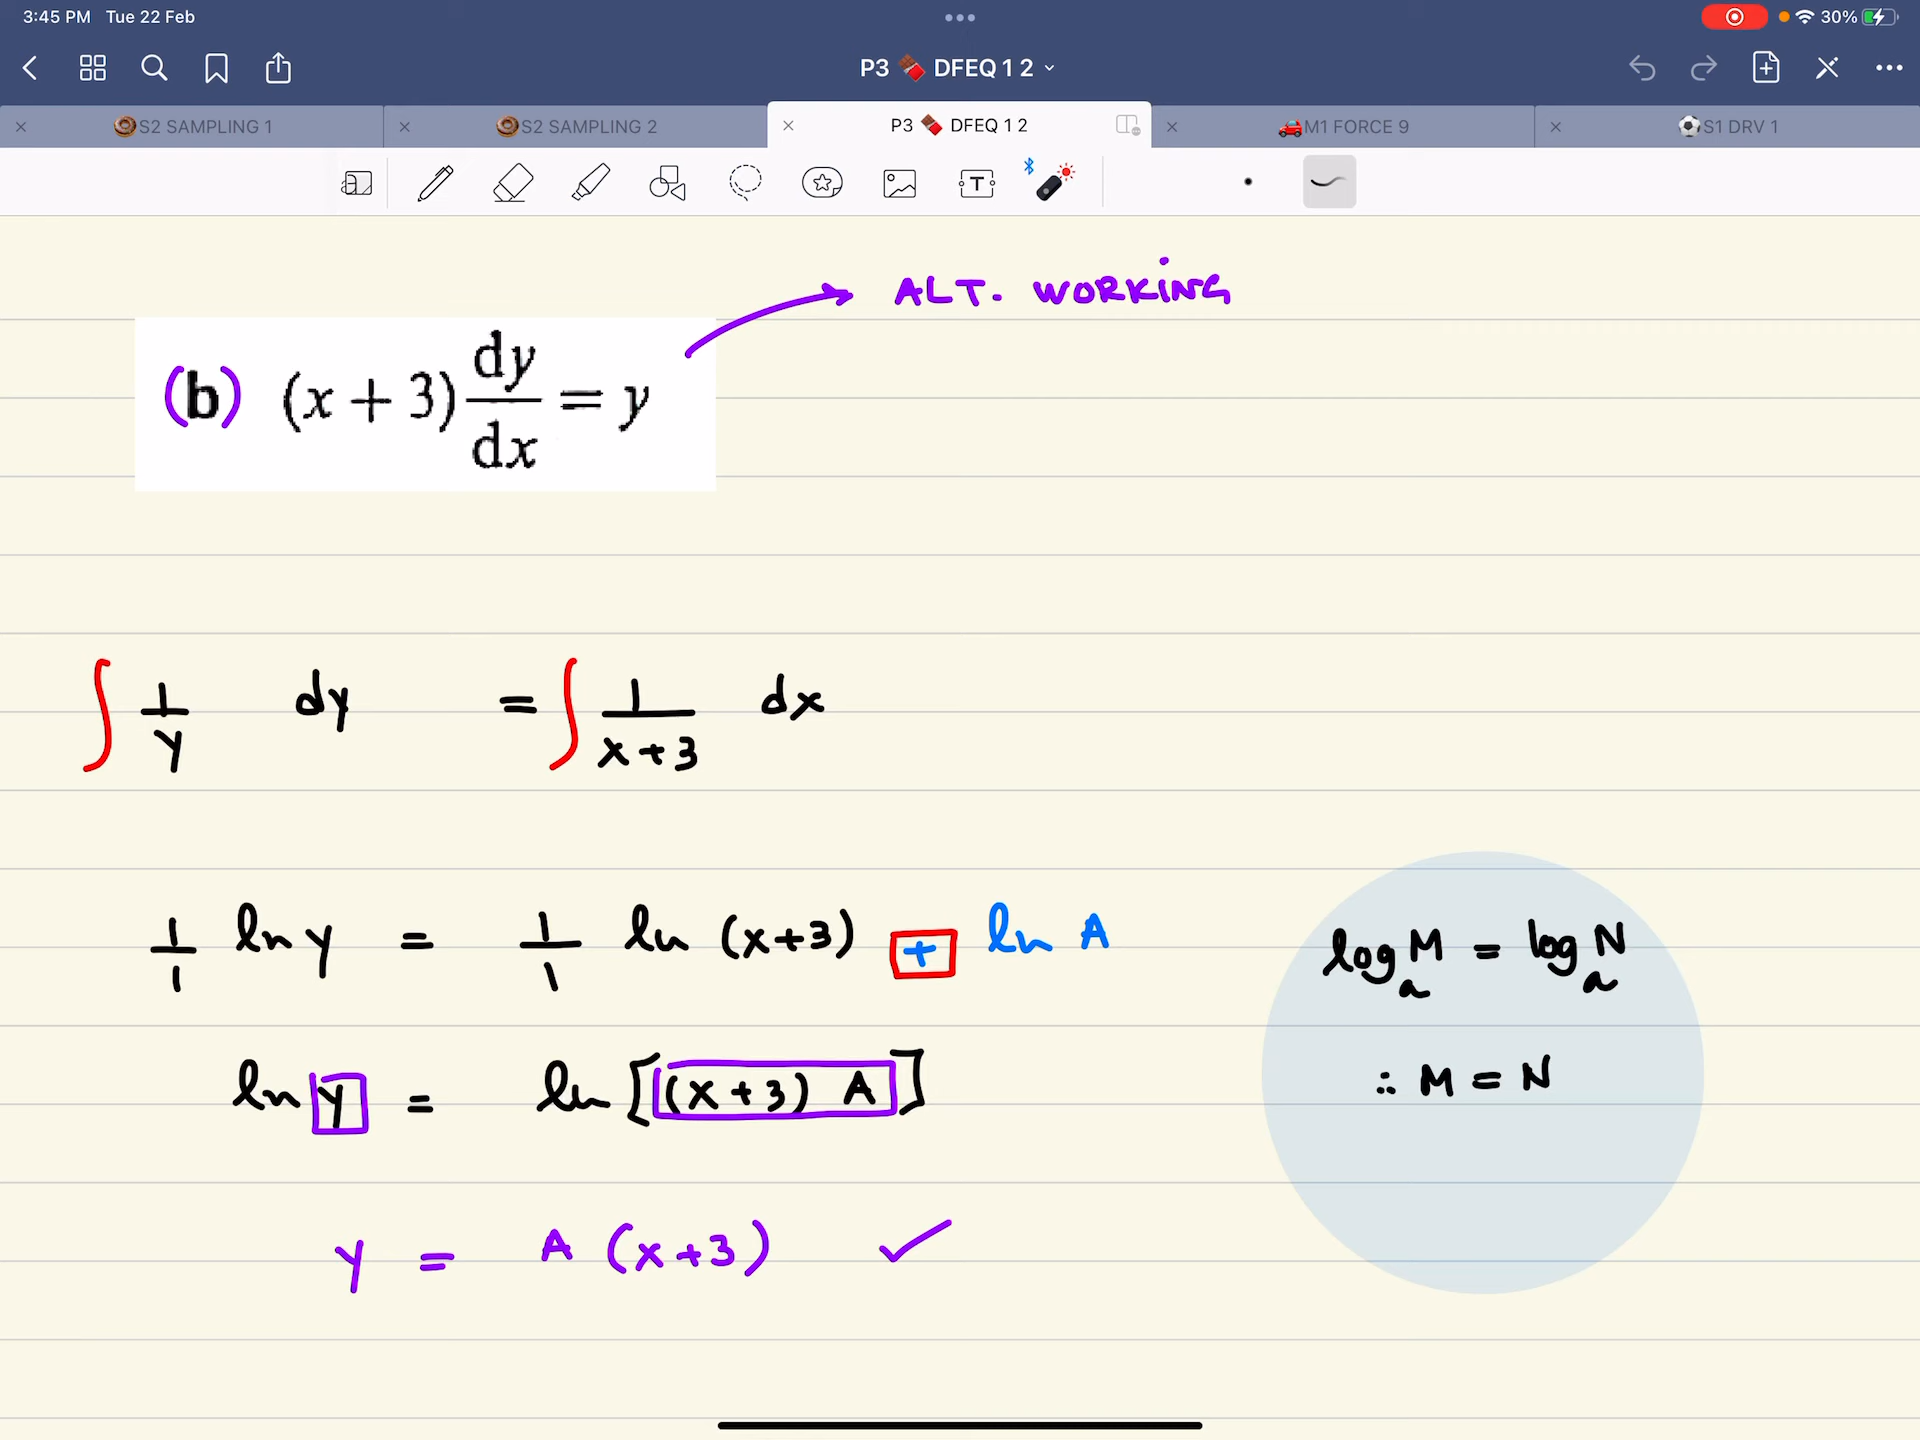 3:45 PM Tue 22 Feb
30%
P3 🍫 DFEQ 1 2
S2 SAMPLING 1
S2 SAMPLING 2
P3 🍫 DFEQ 1 2
M1 FORCE 9
S1 DRV 1
ALT. WORKING
(b) (x + 3) dy/dx = y
∫ 1/y dy = ∫ 1/(x+3) dx
1/1 ln y = 1/1 ln (x+3) + ln A
ln y = ln [(x+3) A]
y = A (x+3) ✓
log_a M = log_a N
∴ M = N